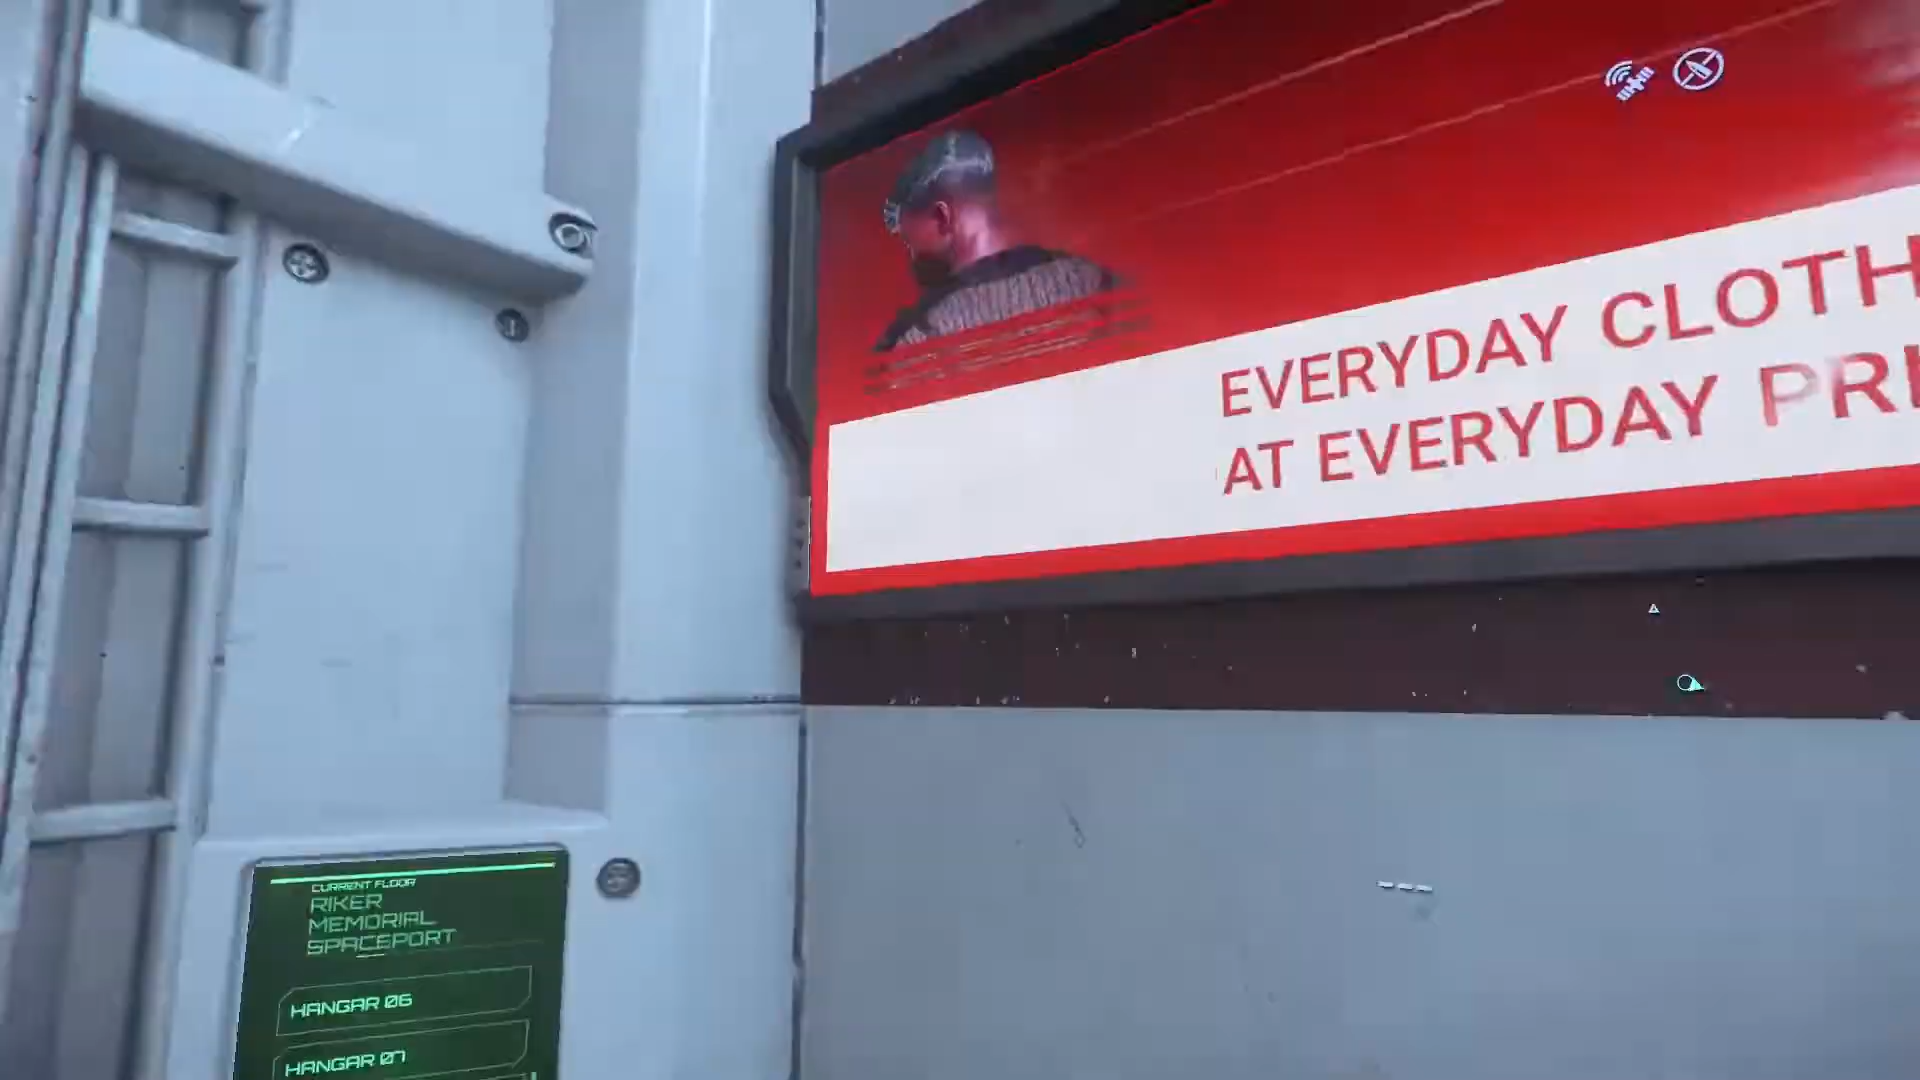 EVERYDAY CLOTH
AT EVERYDAY PRI
CURRENT FLOOR
RIKER
MEMORIAL
SPACEPORT
HANGAR 06
HANGAR 07